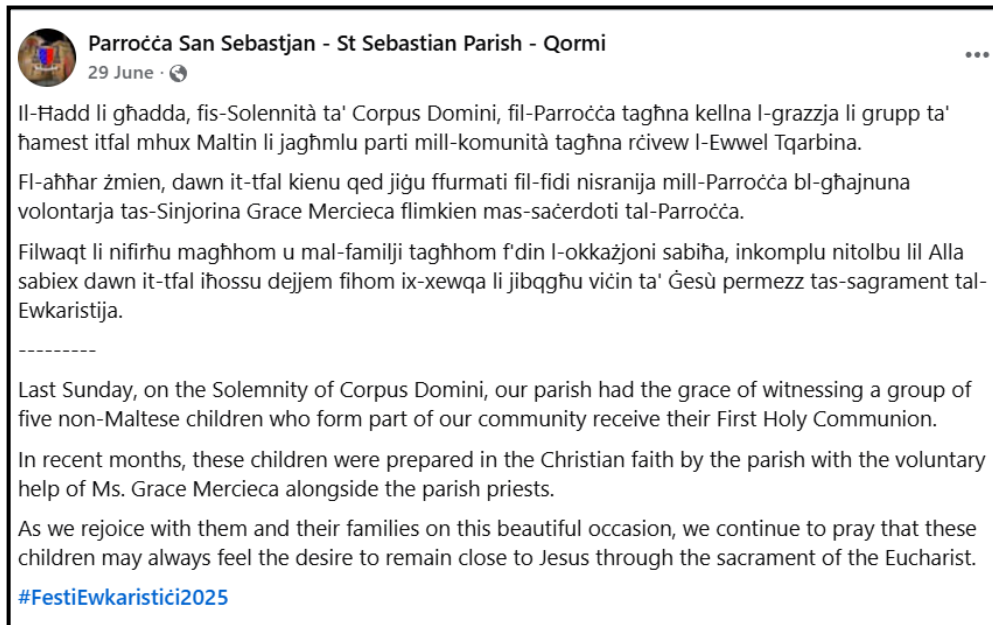 Parroċċa San Sebastjan - St Sebastian Parish - Qormi
29 June ·
Il-Ħadd li għadda, fis-Solennità ta' Corpus Domini, fil-Parroċċa tagħna kellna l-grazzja li grupp ta'
ħamest itfal mhux Maltin li jagħmlu parti mill-komunità tagħna rċivew l-Ewwel Tqarbina.
Fl-aħħar żmien, dawn it-tfal kienu qed jiġu ffurmati fil-fidi nisranija mill-Parroċċa bl-għajnuna
volontarja tas-Sinjorina Grace Mercieca flimkien mas-saċerdoti tal-Parroċċa.
Filwaqt li nifirħu magħhom u mal-familji tagħhom f'din l-okkażjoni sabiħa, inkomplu nitolbu lil Alla
sabiex dawn it-tfal iħossu dejjem fihom ix-xewqa li jibqgħu viċin ta' Ġesù permezz tas-sagrament tal-
Ewkaristija.
---------
Last Sunday, on the Solemnity of Corpus Domini, our parish had the grace of witnessing a group of
five non-Maltese children who form part of our community receive their First Holy Communion.
In recent months, these children were prepared in the Christian faith by the parish with the voluntary
help of Ms. Grace Mercieca alongside the parish priests.
As we rejoice with them and their families on this beautiful occasion, we continue to pray that these
children may always feel the desire to remain close to Jesus through the sacrament of the Eucharist.
#FestiEwkaristiċi2025